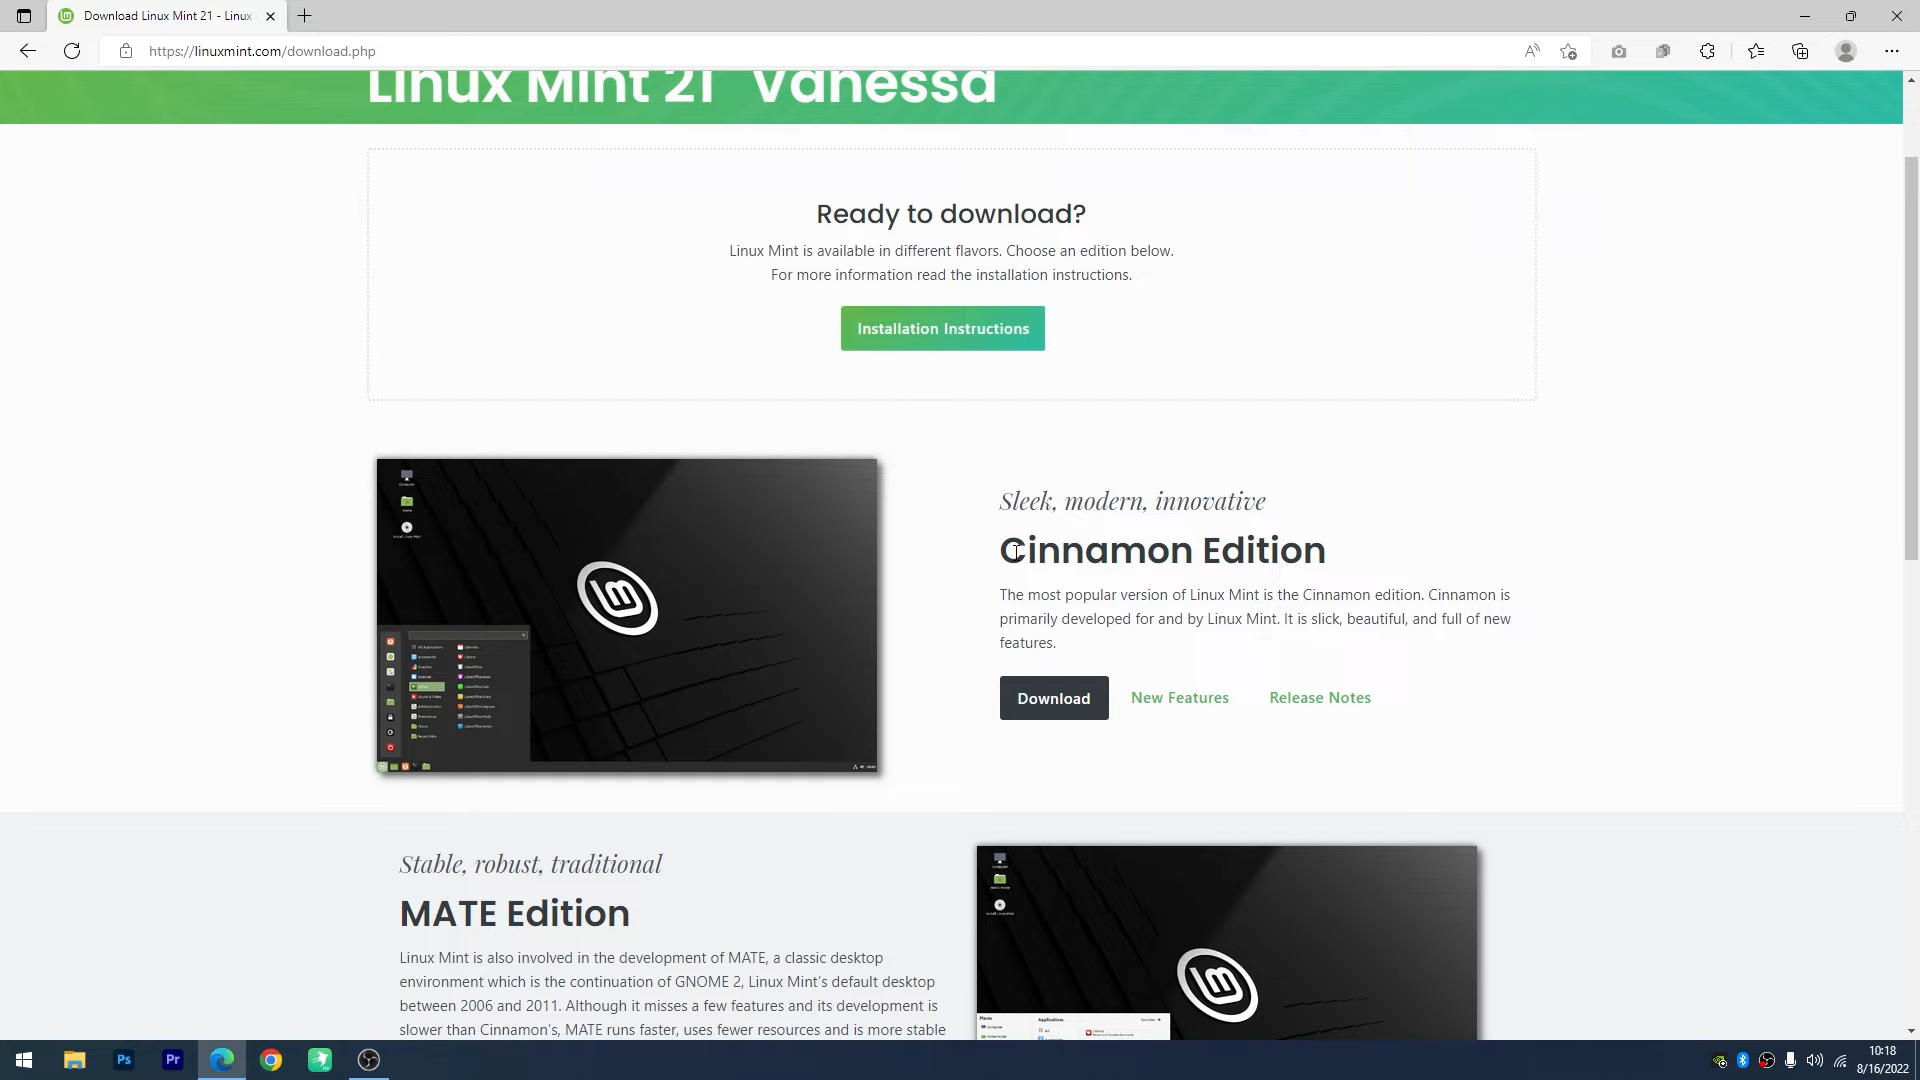 Download Linux Mint 21 - Linux
https://linuxmint.com/download.php
Linux Mint 21 "Vanessa"
Ready to download?
Linux Mint is available in different flavors. Choose an edition below.
For more information read the installation instructions.
Installation Instructions
Sleek, modern, innovative
Cinnamon Edition
The most popular version of Linux Mint is the Cinnamon edition. Cinnamon is
primarily developed for and by Linux Mint. It is slick, beautiful, and full of new
features.
Download New Features Release Notes
Stable, robust, traditional
MATE Edition
Linux Mint is also involved in the development of MATE, a classic desktop
environment which is the continuation of GNOME 2, Linux Mint's default desktop
between 2006 and 2011. Although it misses a few features and its development is
slower than Cinnamon's, MATE runs faster, uses fewer resources and is more stable
Ps
Pr
10:18
8/16/2022